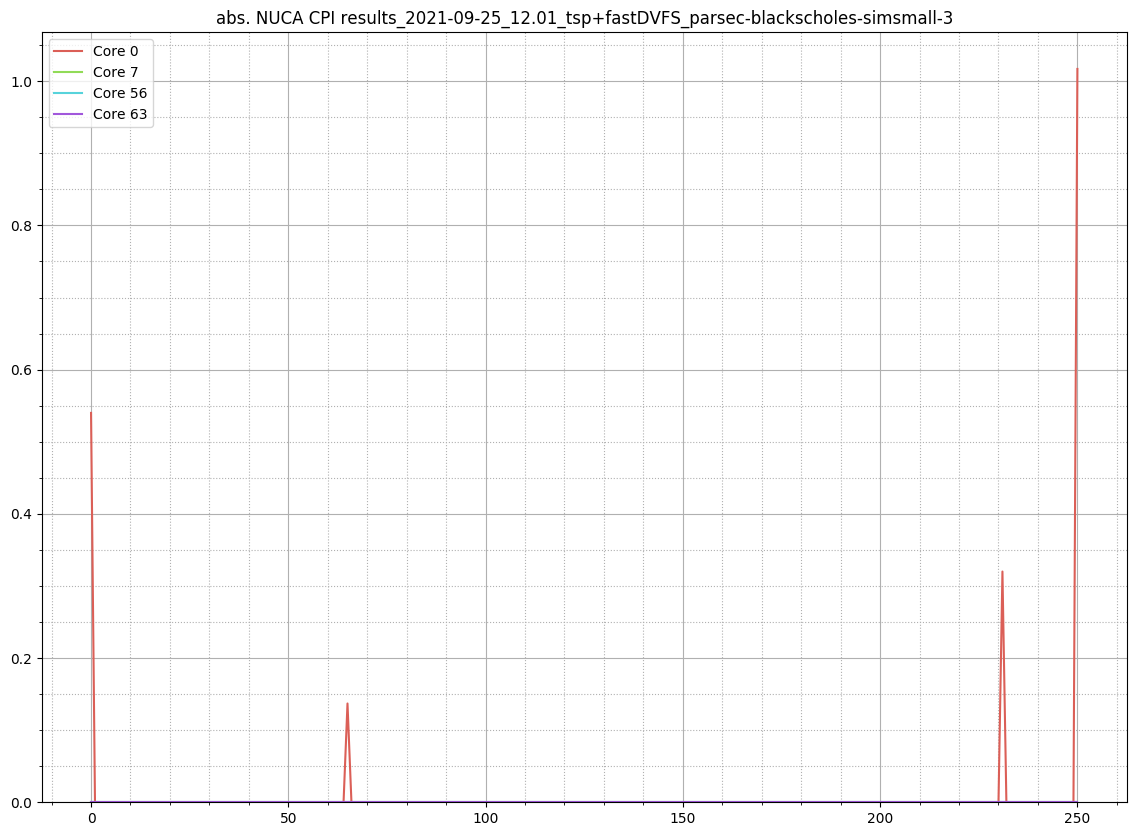 abs. NUCA CPI results_2021-09-25_12.01_tsp+fastDVFS_parsec-blackscholes-simsmall-3
Core 0
Core 7
Core 56
Core 63
1.0
0.8
0.6
0.4
0.2
0.0
0 50 100 150 200 250